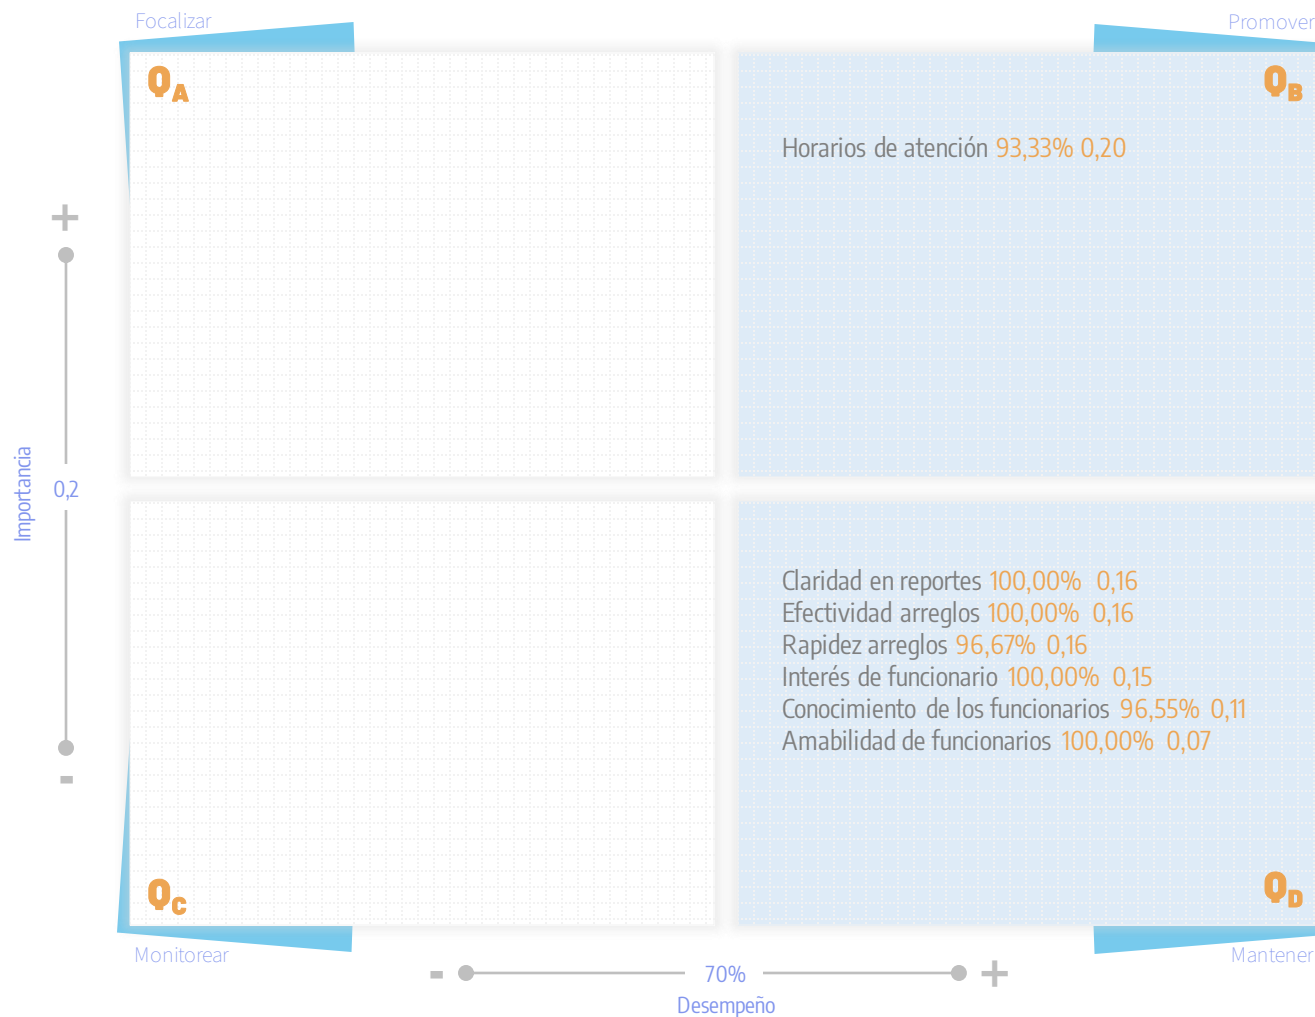 Focalizar
Promover
QA
QB
Horarios de atención 93,33% 0,20
+
Importancia
0,2
-
Claridad en reportes 100,00% 0,16
Efectividad arreglos 100,00% 0,16
Rapidez arreglos 96,67% 0,16
Interés de funcionario 100,00% 0,15
Conocimiento de los funcionarios 96,55% 0,11
Amabilidad de funcionarios 100,00% 0,07
QC
QD
Monitorear
Mantener
- 70% +
Desempeño